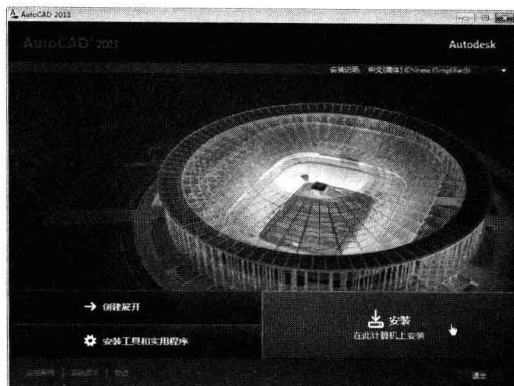 AutoCAD 2013
AutoCAD® 2013
Autodesk
安装说明: 中文(简体) (Chinese (Simplified))
创建展开
安装工具和实用程序
安装
在此计算机上安装
退出